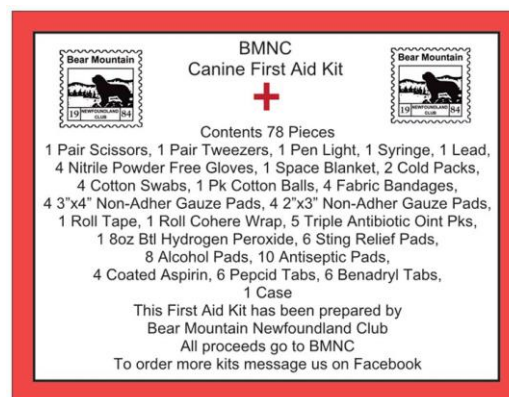 BMNC
Canine First Aid Kit
Bear Mountain
19 84
NEWFOUNDLAND
CLUB
Bear Mountain
19 84
NEWFOUNDLAND
CLUB
Contents 78 Pieces
1 Pair Scissors, 1 Pair Tweezers, 1 Pen Light, 1 Syringe, 1 Lead,
4 Nitrile Powder Free Gloves, 1 Space Blanket, 2 Cold Packs,
4 Cotton Swabs, 1 Pk Cotton Balls, 4 Fabric Bandages,
4 3”x4” Non-Adher Gauze Pads, 4 2”x3” Non-Adher Gauze Pads,
1 Roll Tape, 1 Roll Cohere Wrap, 5 Triple Antibiotic Oint Pks,
1 8oz Btl Hydrogen Peroxide, 6 Sting Relief Pads,
8 Alcohol Pads, 10 Antiseptic Pads,
4 Coated Aspirin, 6 Pepcid Tabs, 6 Benadryl Tabs,
1 Case
This First Aid Kit has been prepared by
Bear Mountain Newfoundland Club
All proceeds go to BMNC
To order more kits message us on Facebook